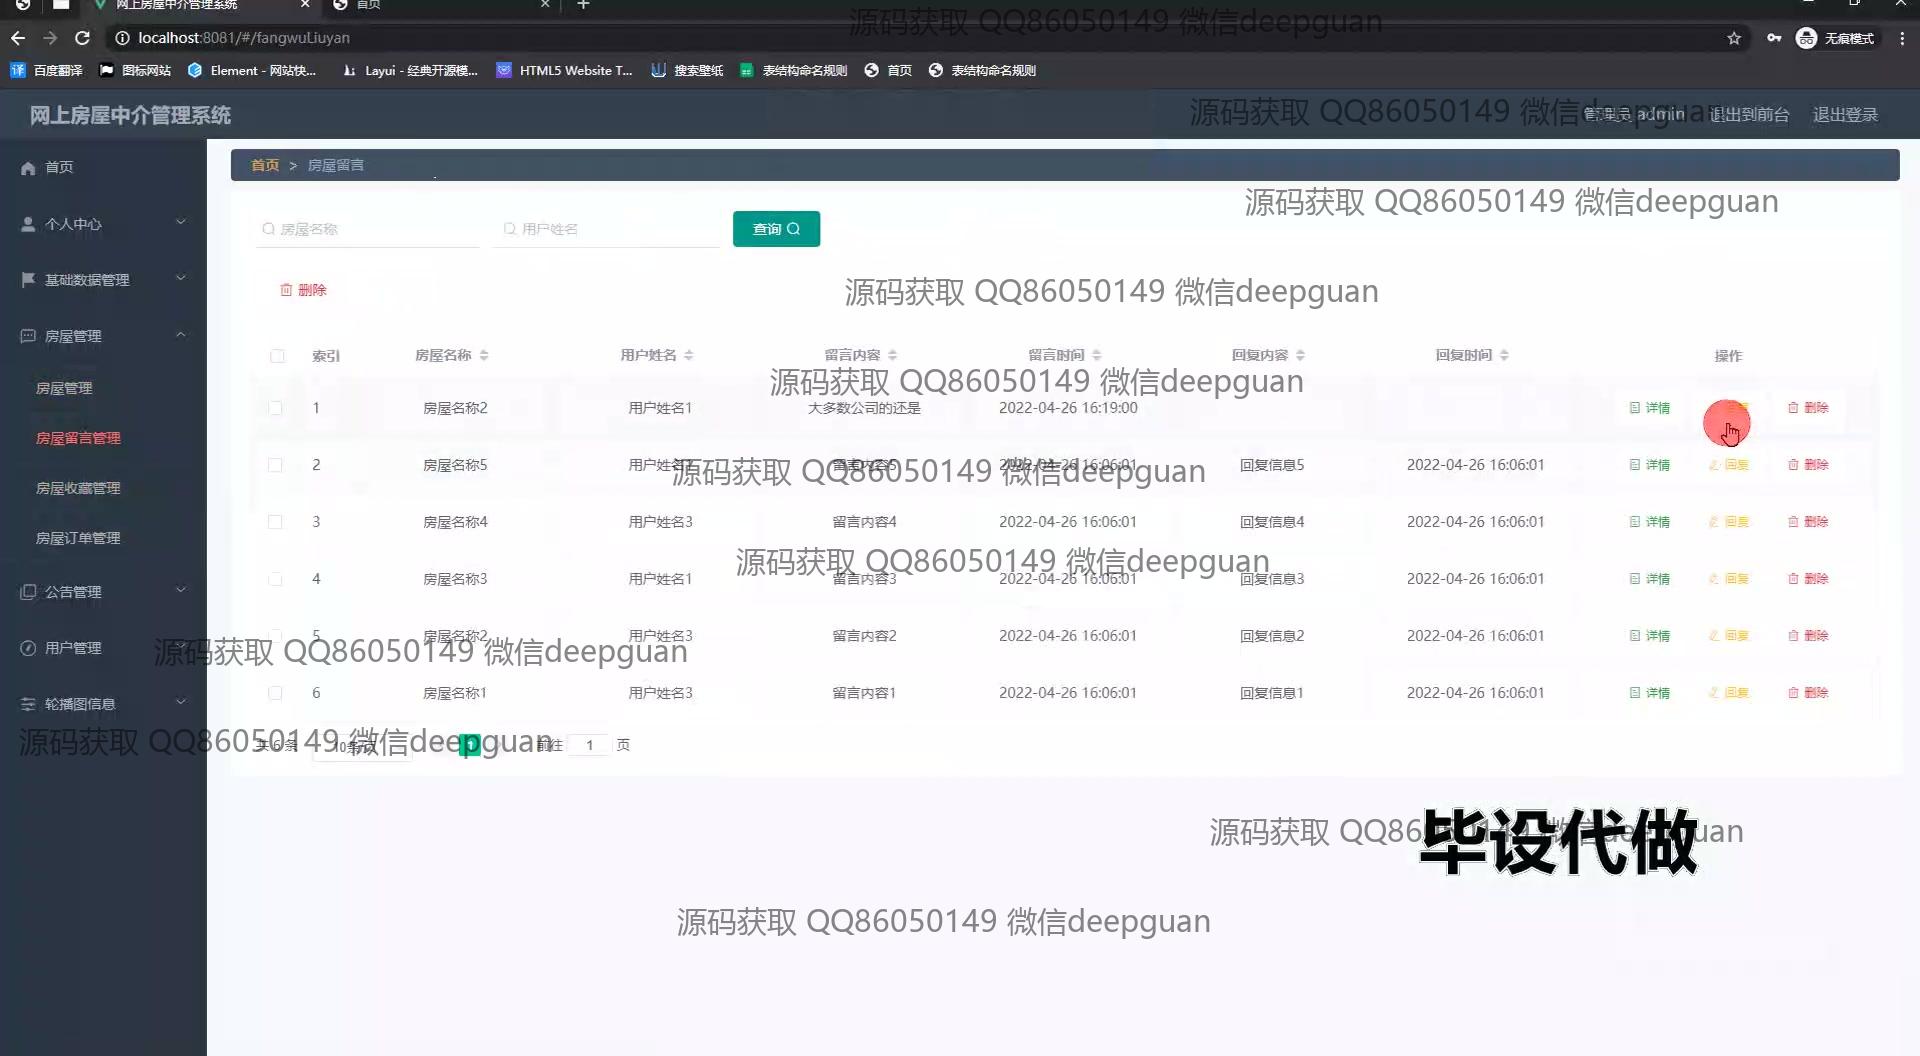 网上房屋中介管理系统
首页
localhost:8081/#/fangwuLiuyan
无痕模式
百度翻译
图标网站
Element - 网站快...
Layui - 经典开源模...
HTML5 Website T...
搜索壁纸
表结构命名规则
首页
表结构命名规则
源码获取 QQ86050149 微信deepguan
网上房屋中介管理系统
管理员 admin
退出到前台
退出登录
源码获取 QQ86050149 微信deepguan
首页
个人中心
基础数据管理
房屋管理
房屋管理
房屋留言管理
房屋收藏管理
房屋订单管理
公告管理
用户管理
轮播图信息
首页 > 房屋留言
源码获取 QQ86050149 微信deepguan
房屋名称
用户姓名
查询
删除
源码获取 QQ86050149 微信deepguan
索引 房屋名称 用户姓名 留言内容 留言时间 回复内容 回复时间 操作
源码获取 QQ86050149 微信deepguan
1 房屋名称2 用户姓名1 大多数公司的还是 2022-04-26 16:19:00 详情 删除
2 房屋名称5 用户姓名 留言内容5 2022-04-26 16:06:01 回复信息5 2022-04-26 16:06:01 详情 回复 删除
源码获取 QQ86050149 微信deepguan
3 房屋名称4 用户姓名3 留言内容4 2022-04-26 16:06:01 回复信息4 2022-04-26 16:06:01 详情 回复 删除
源码获取 QQ86050149 微信deepguan
4 房屋名称3 用户姓名1 留言内容3 2022-04-26 16:06:01 回复信息3 2022-04-26 16:06:01 详情 回复 删除
5 房屋名称2 用户姓名3 留言内容2 2022-04-26 16:06:01 回复信息2 2022-04-26 16:06:01 详情 回复 删除
源码获取 QQ86050149 微信deepguan
6 房屋名称1 用户姓名3 留言内容1 2022-04-26 16:06:01 回复信息1 2022-04-26 16:06:01 详情 回复 删除
源码获取 QQ86050149 微信deepguan
共 6 条 10条/页 1 前往 1 页
源码获取 QQ86050149 微信deepguan
毕设代做
源码获取 QQ86050149 微信deepguan